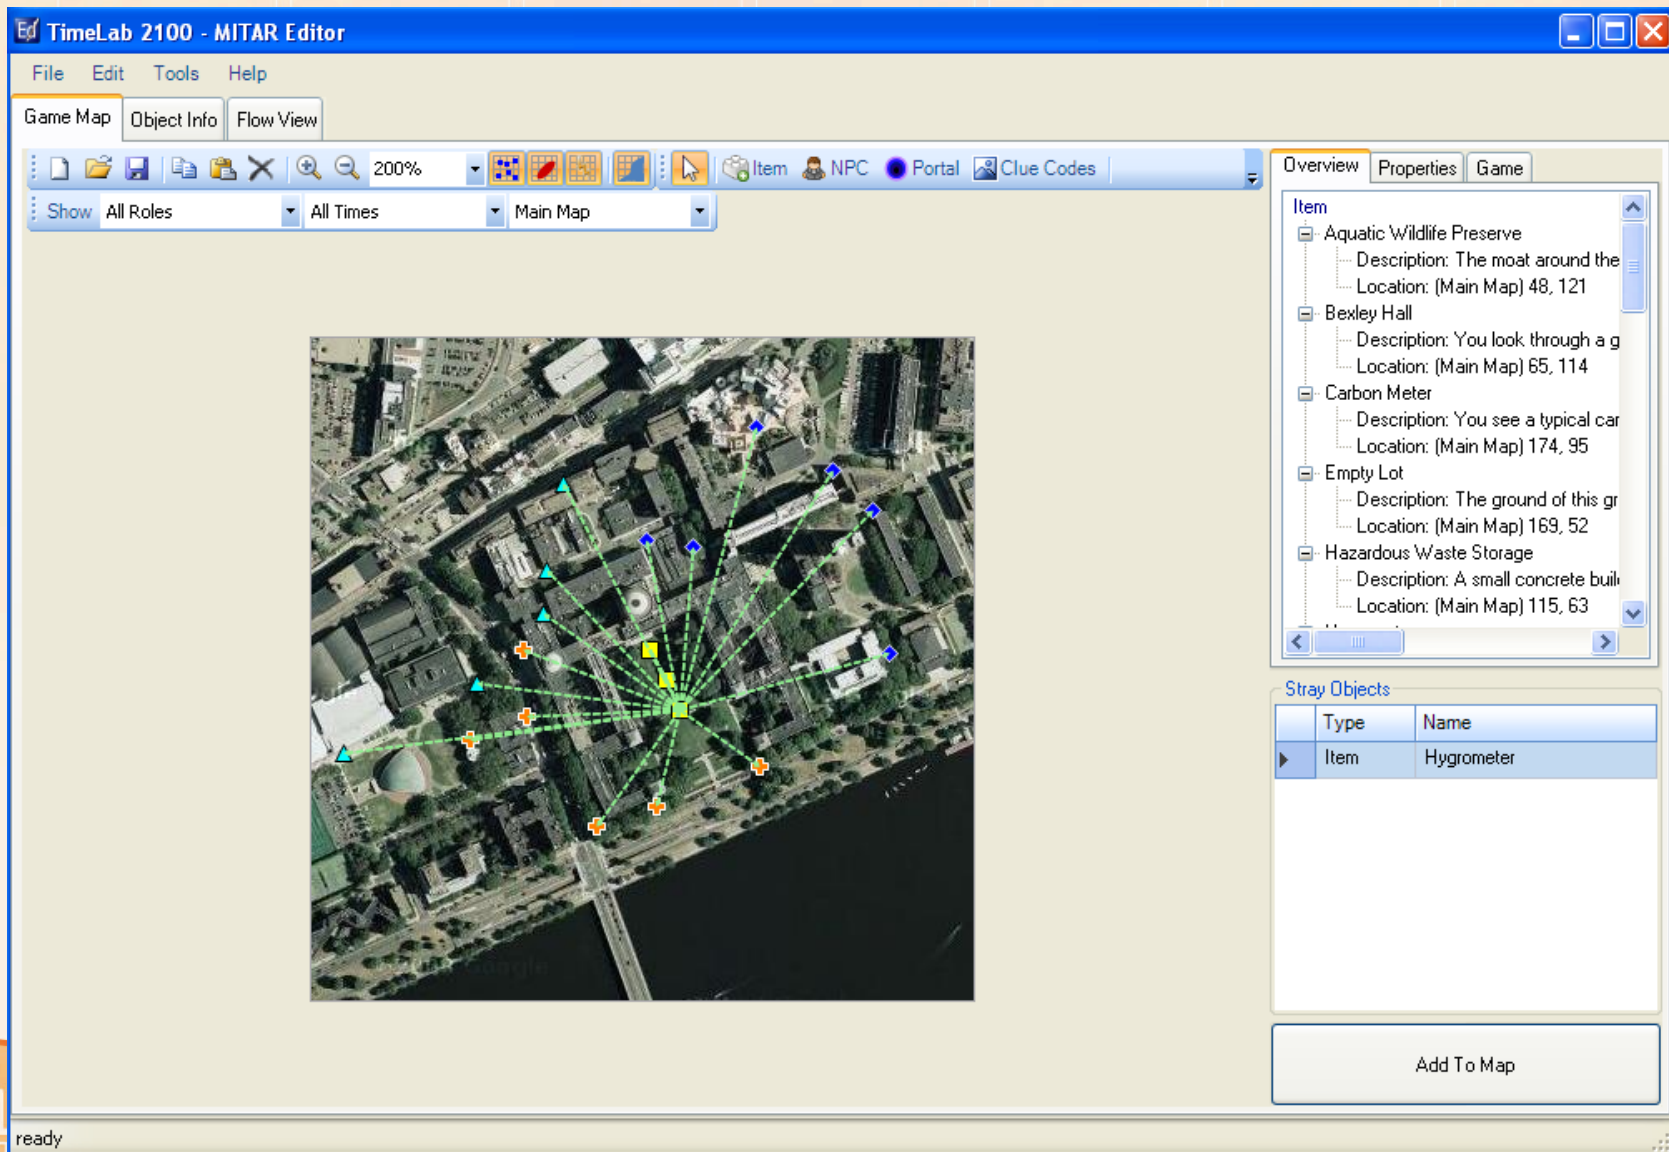 TimeLab 2100 - MITAR Editor
File Edit Tools Help
Game Map Object Info Flow View
200% Item NPC Portal Clue Codes
Show All Roles All Times Main Map
Overview Properties Game
Item
Aquatic Wildlife Preserve
Description: The moat around the
Location: (Main Map) 48, 121
Bexley Hall
Description: You look through a g
Location: (Main Map) 65, 114
Carbon Meter
Description: You see a typical car
Location: (Main Map) 174, 95
Empty Lot
Description: The ground of this gr
Location: (Main Map) 169, 52
Hazardous Waste Storage
Description: A small concrete buil
Location: (Main Map) 115, 63
Stray Objects
Type Name
Item Hygrometer
Add To Map
Google
ready